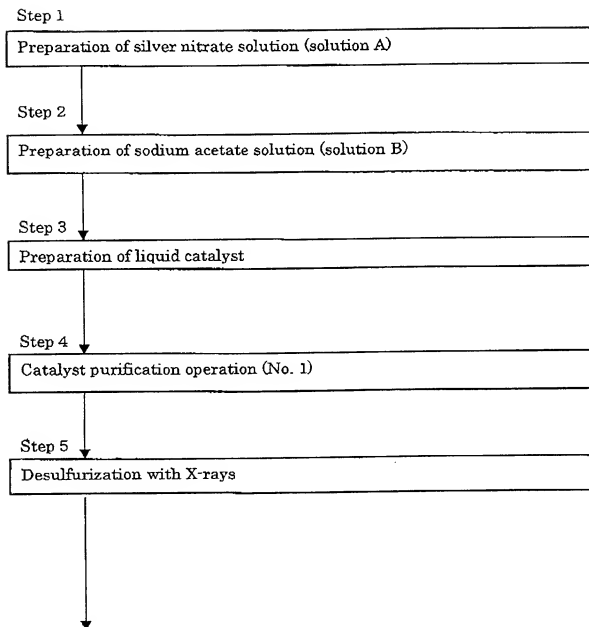 Step 1
Preparation of silver nitrate solution (solution A)
Step 2
Preparation of sodium acetate solution (solution B)
Step 3
Preparation of liquid catalyst
Step 4
Catalyst purification operation (No. 1)
Step 5
Desulfurization with X-rays